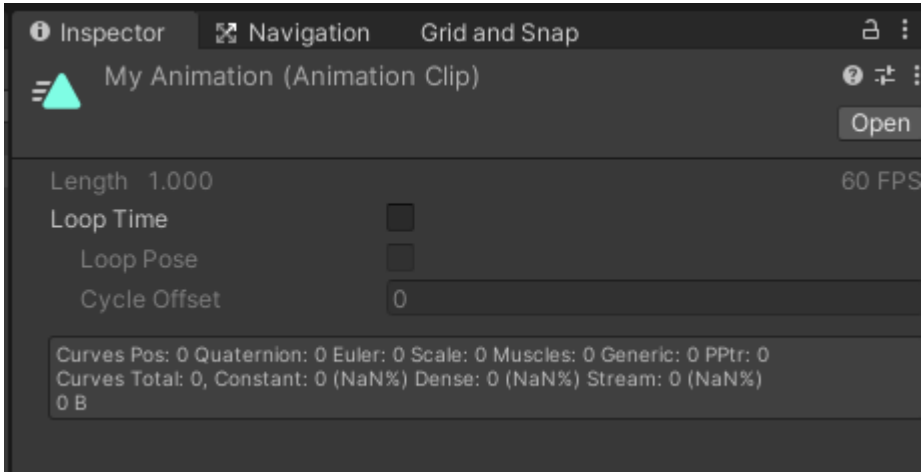 Inspector Navigation Grid and Snap
My Animation (Animation Clip)
Open
Length 1.000 60 FPS
Loop Time
Loop Pose
Cycle Offset 0
Curves Pos: 0 Quaternion: 0 Euler: 0 Scale: 0 Muscles: 0 Generic: 0 PPtr: 0
Curves Total: 0, Constant: 0 (NaN%) Dense: 0 (NaN%) Stream: 0 (NaN%)
0 B